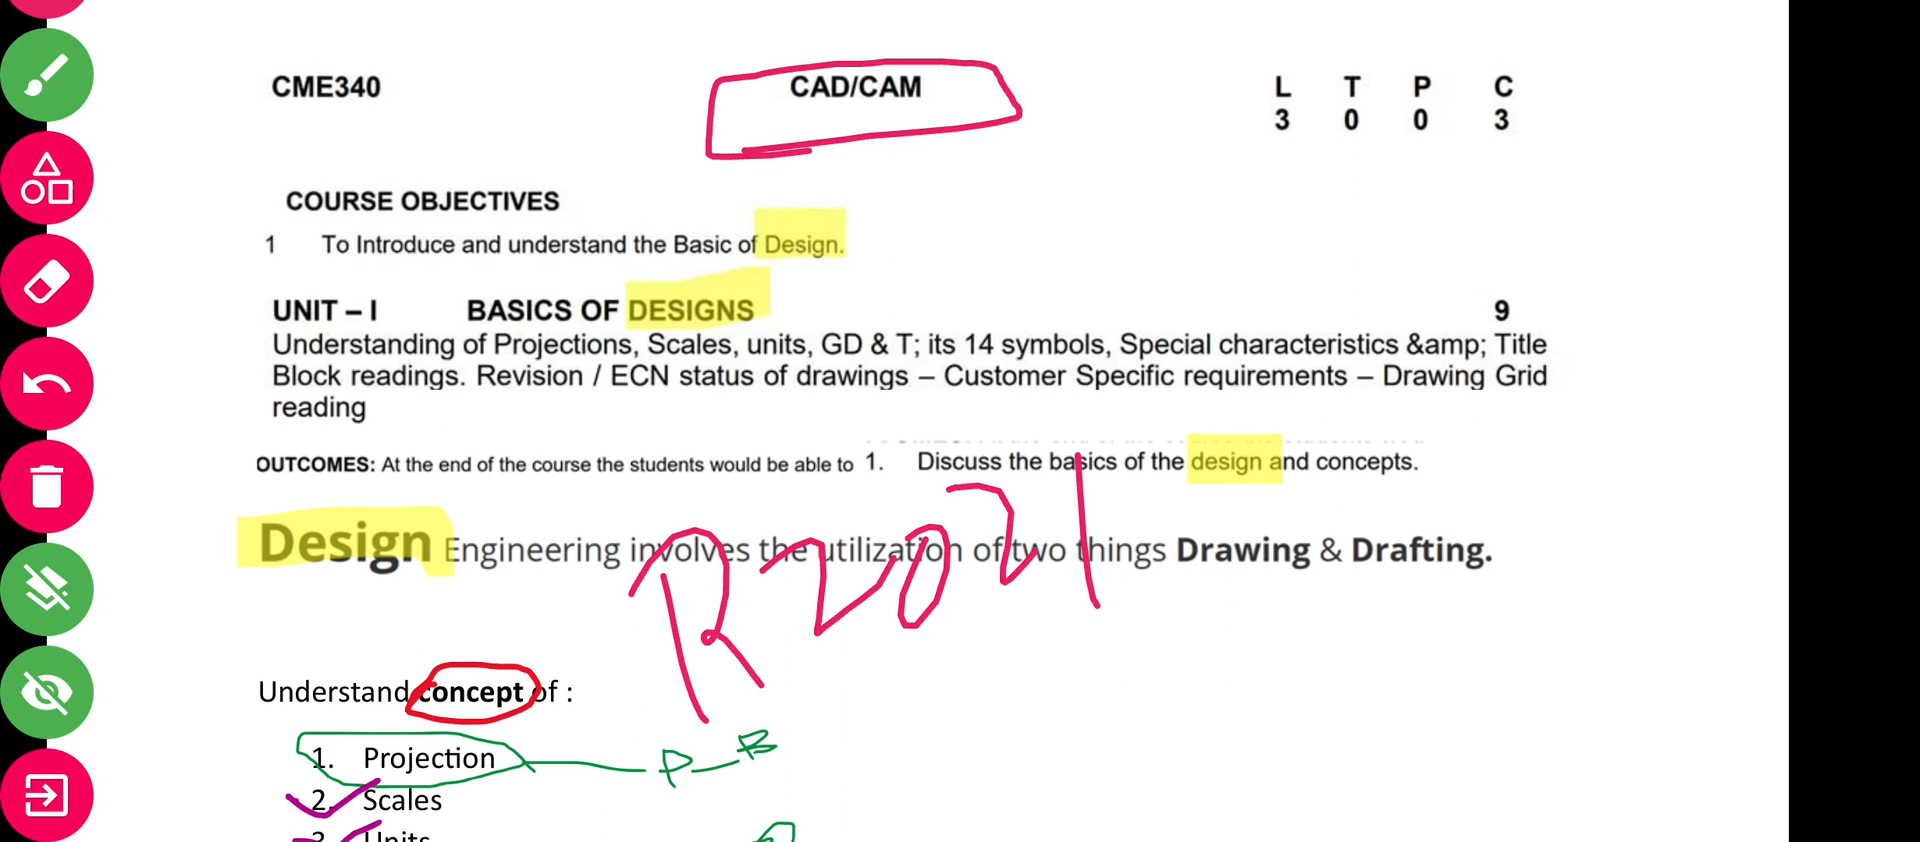 CME340 CAD/CAM L T P C
3 0 0 3
COURSE OBJECTIVES
1 To Introduce and understand the Basic of Design.
UNIT – I BASICS OF DESIGNS 9
Understanding of Projections, Scales, units, GD & T; its 14 symbols, Special characteristics &amp; Title
Block readings. Revision / ECN status of drawings – Customer Specific requirements – Drawing Grid
reading
OUTCOMES: At the end of the course the students would be able to 1. Discuss the basics of the design and concepts.
Design Engineering involves the utilization of two things Drawing & Drafting.
R2021
Understand concept of :
1. Projection P
2. Scales
3. Units